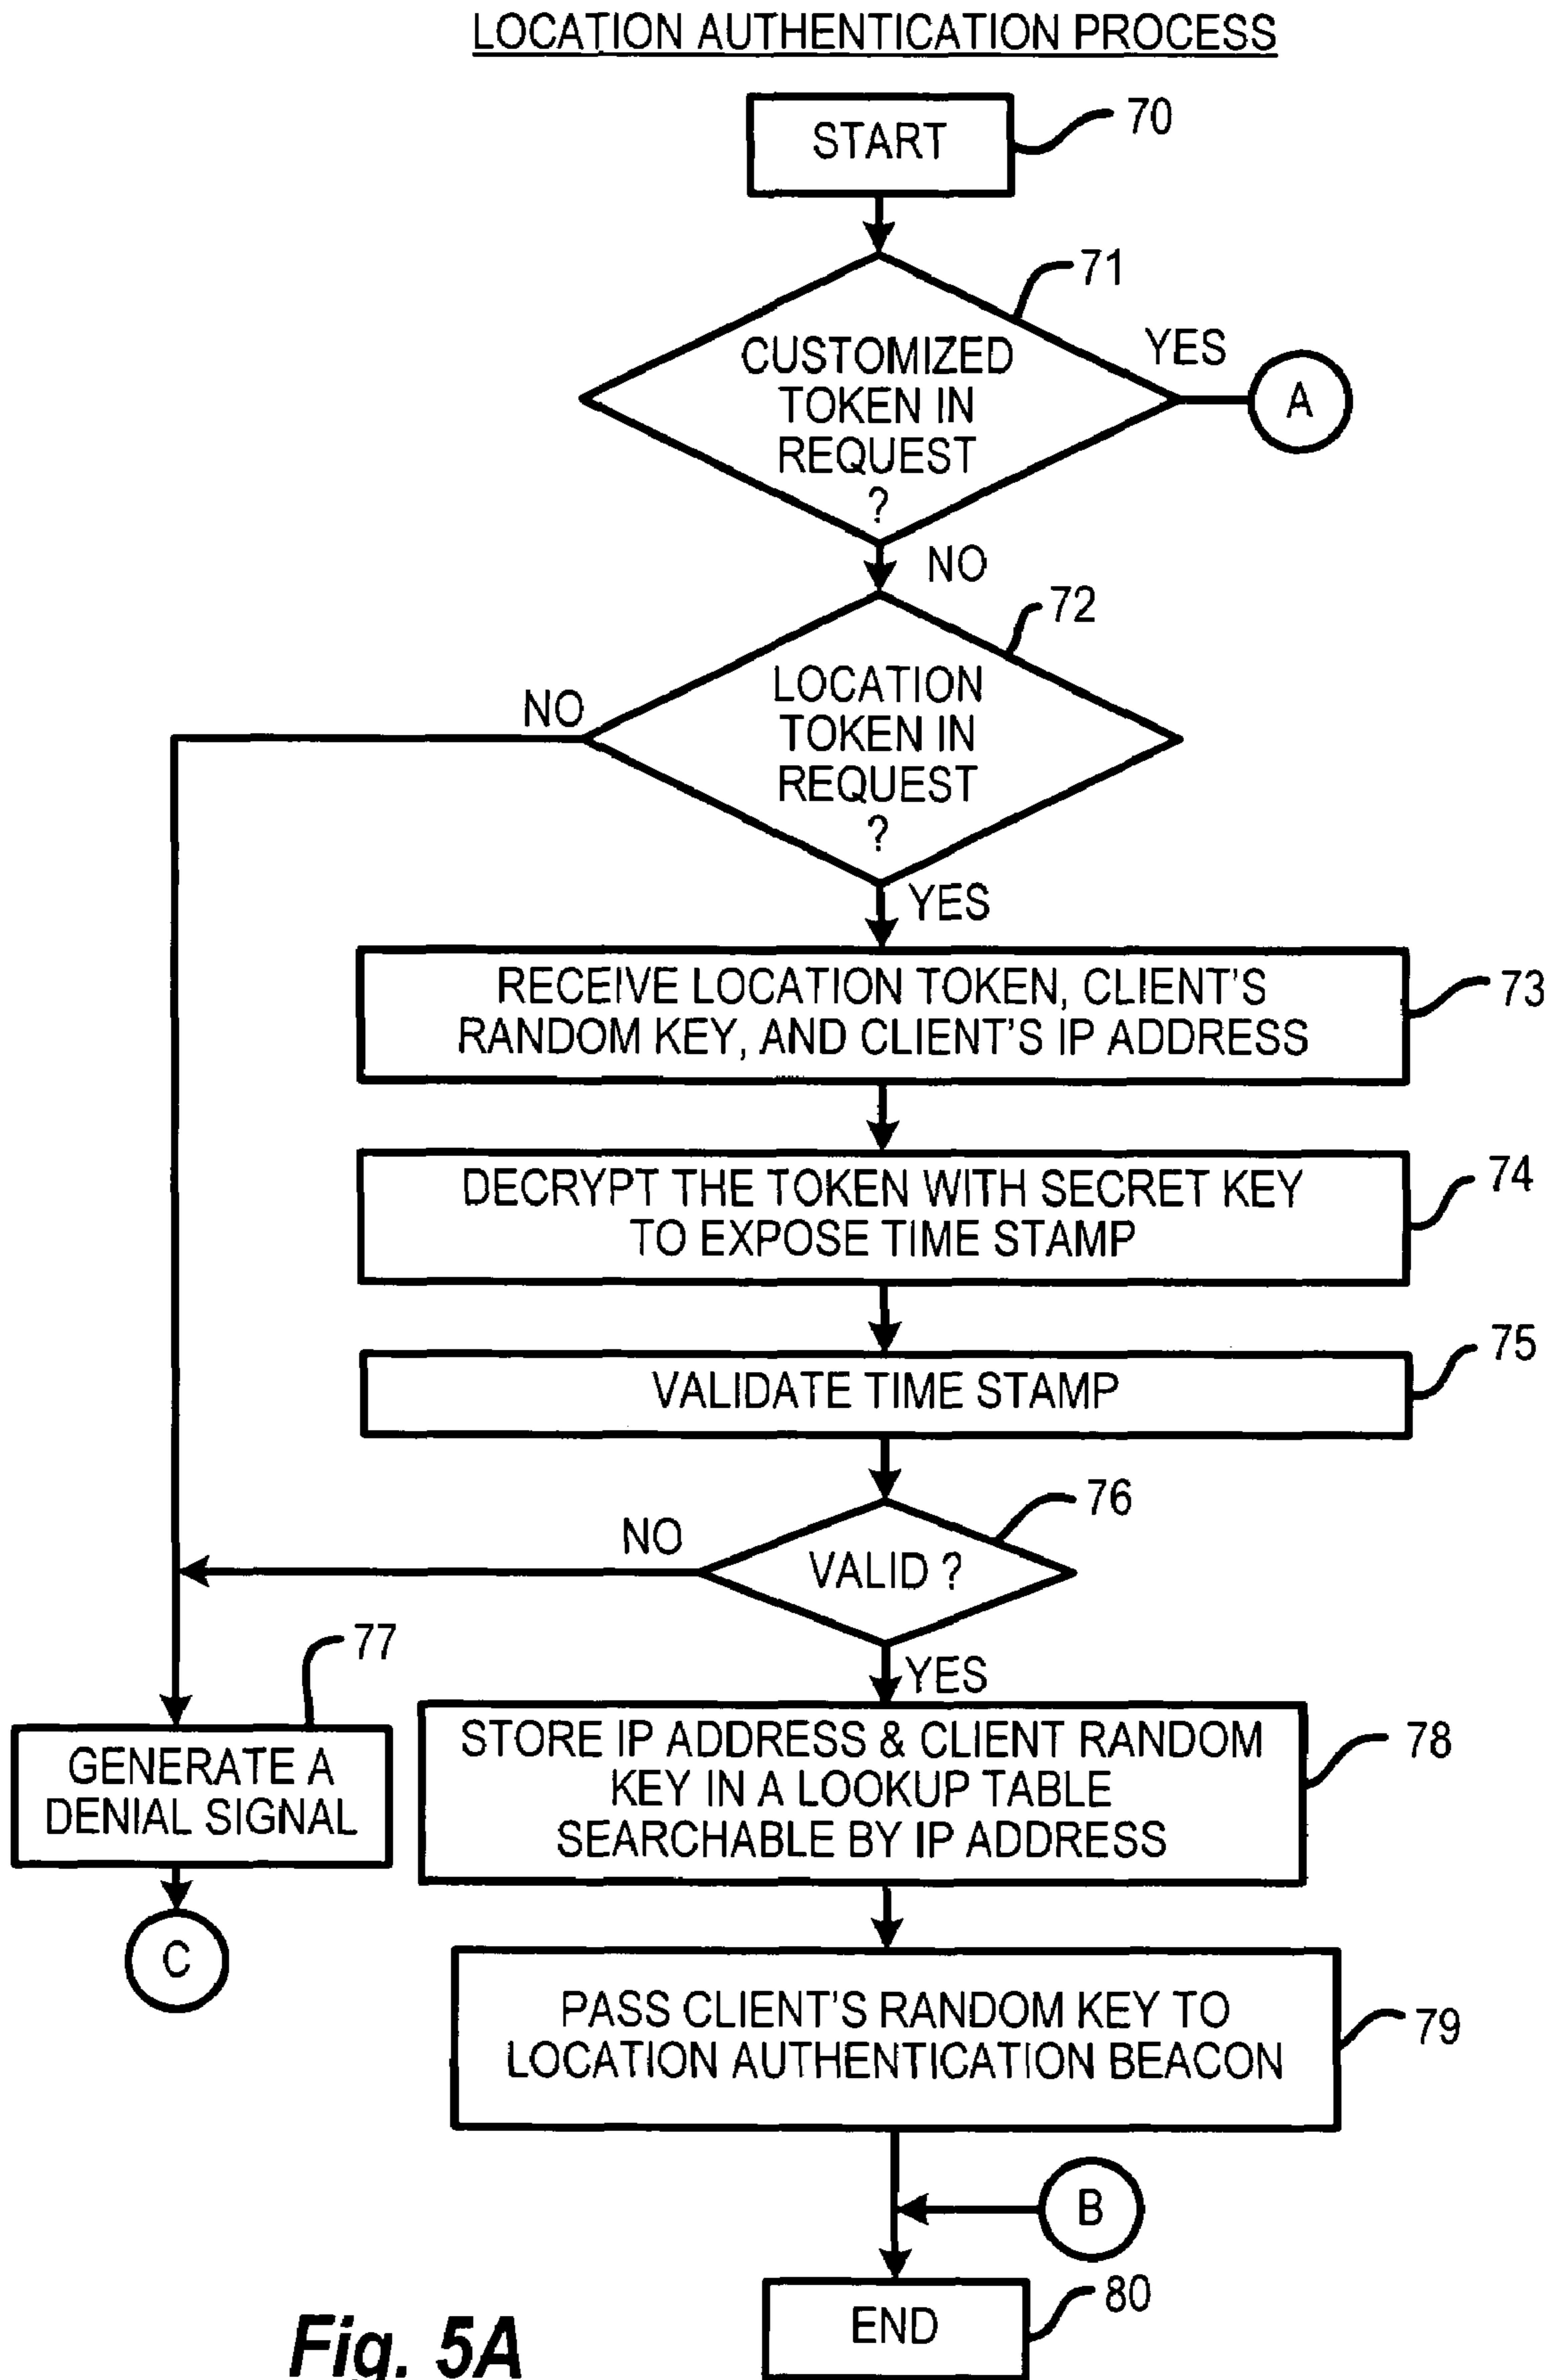 LOCATION AUTHENTICATION PROCESS
START
70
71
CUSTOMIZED
TOKEN IN
REQUEST
?
YES
A
NO
72
LOCATION
TOKEN IN
REQUEST
?
NO
YES
RECEIVE LOCATION TOKEN, CLIENT'S
RANDOM KEY, AND CLIENT'S IP ADDRESS
73
DECRYPT THE TOKEN WITH SECRET KEY
TO EXPOSE TIME STAMP
74
VALIDATE TIME STAMP
75
76
VALID ?
NO
YES
77
GENERATE A
DENIAL SIGNAL
C
STORE IP ADDRESS & CLIENT RANDOM
KEY IN A LOOKUP TABLE
SEARCHABLE BY IP ADDRESS
78
PASS CLIENT'S RANDOM KEY TO
LOCATION AUTHENTICATION BEACON
79
B
END
80
Fig. 5A